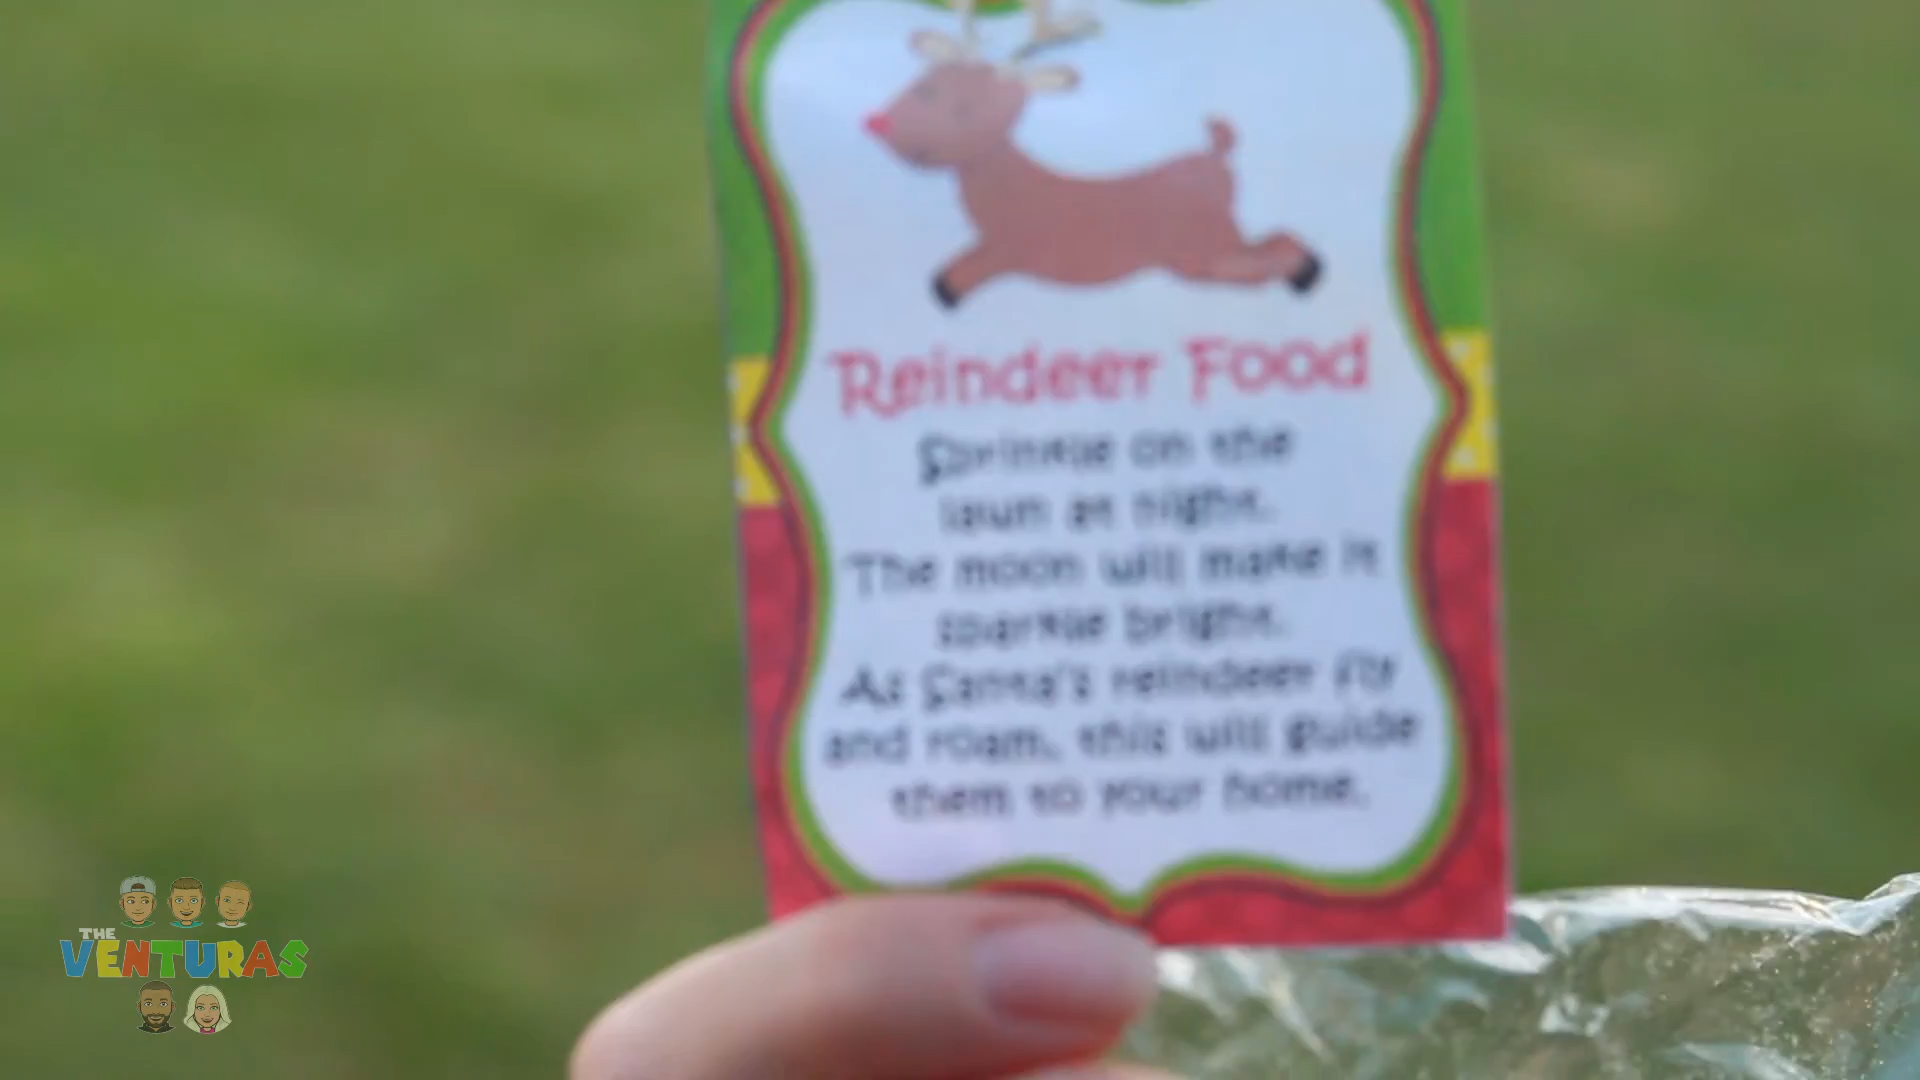 Reindeer Food
Sprinkle on the
lawn at night.
The moon will make it
sparkle bright.
As Santa's reindeer fly
and roam, this will guide
them to your home.
THE
VENTURAS